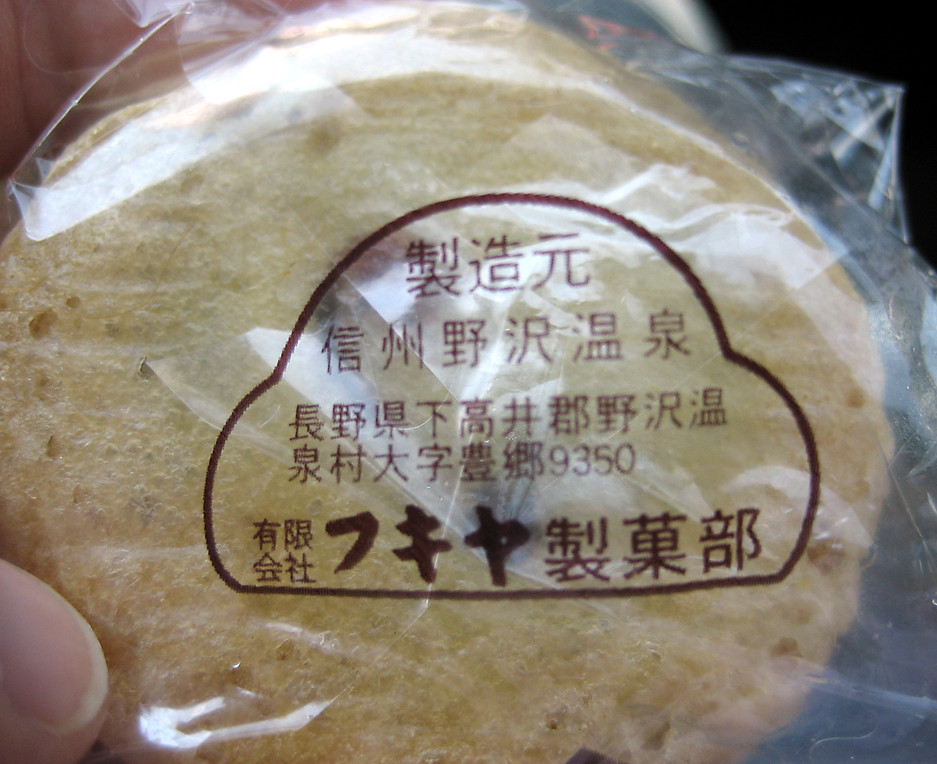 製造元
信州野沢温泉
長野県下高井郡野沢温
泉村大字豊郷9350
有限会社フキヤ製菓部